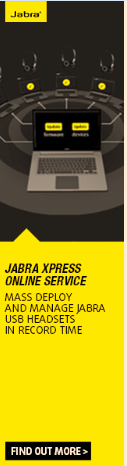 Jabra
Update firmware
Update devices
JABRA XPRESS
ONLINE SERVICE
MASS DEPLOY
AND MANAGE JABRA
USB HEADSETS
IN RECORD TIME
FIND OUT MORE >